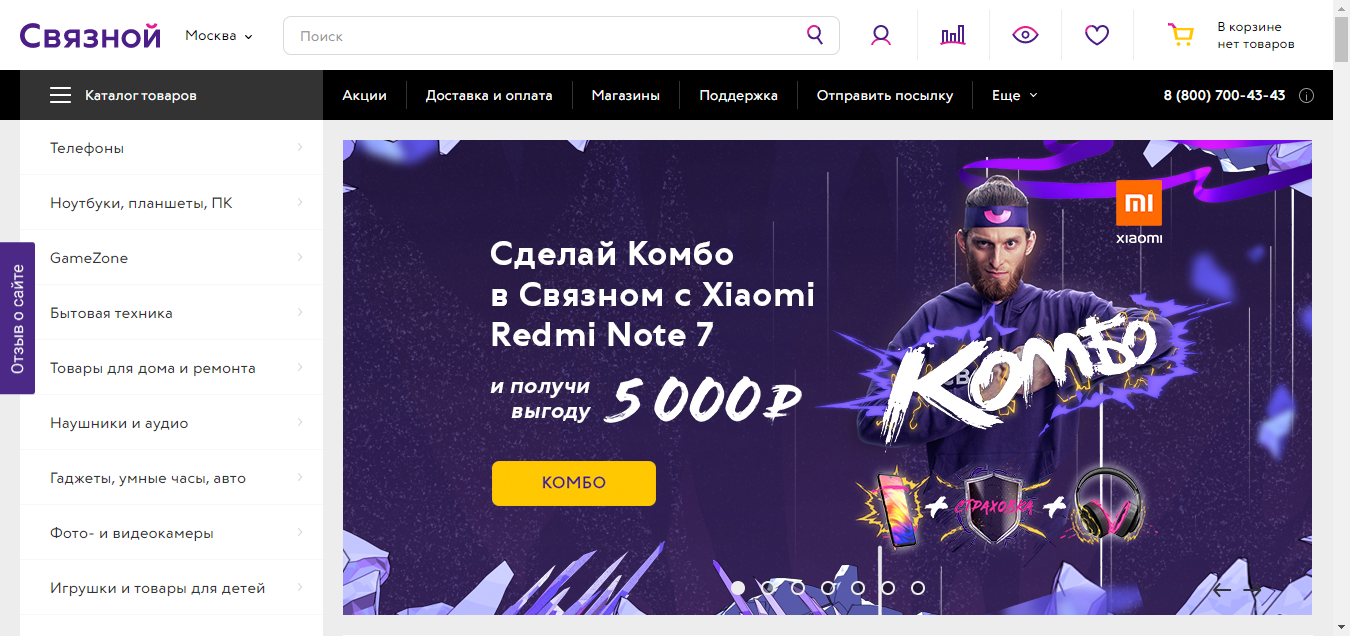 Связной
Москва
Поиск
В корзине
нет товаров
Каталог товаров
Акции
Доставка и оплата
Магазины
Поддержка
Отправить посылку
Еще
8 (800) 700-43-43
Телефоны
Ноутбуки, планшеты, ПК
GameZone
Бытовая техника
Товары для дома и ремонта
Наушники и аудио
Гаджеты, умные часы, авто
Фото- и видеокамеры
Игрушки и товары для детей
Отзыв о сайте
Сделай Комбо
в Связном с Xiaomi
Redmi Note 7
и получи
выгоду
5 000 ₽
КОМБО
mi
xiaomi
Комбо
+ СТРАХОВКА +